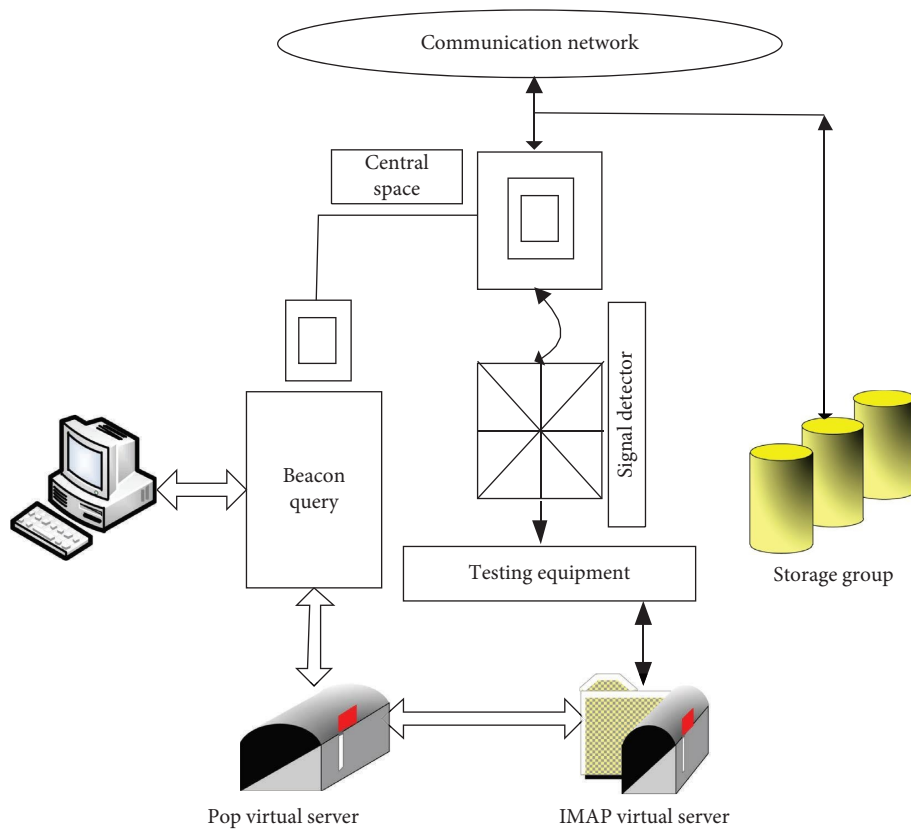 Communication network
Central
space
Signal detector
Beacon
query
Testing equipment
Storage group
Pop virtual server
IMAP virtual server